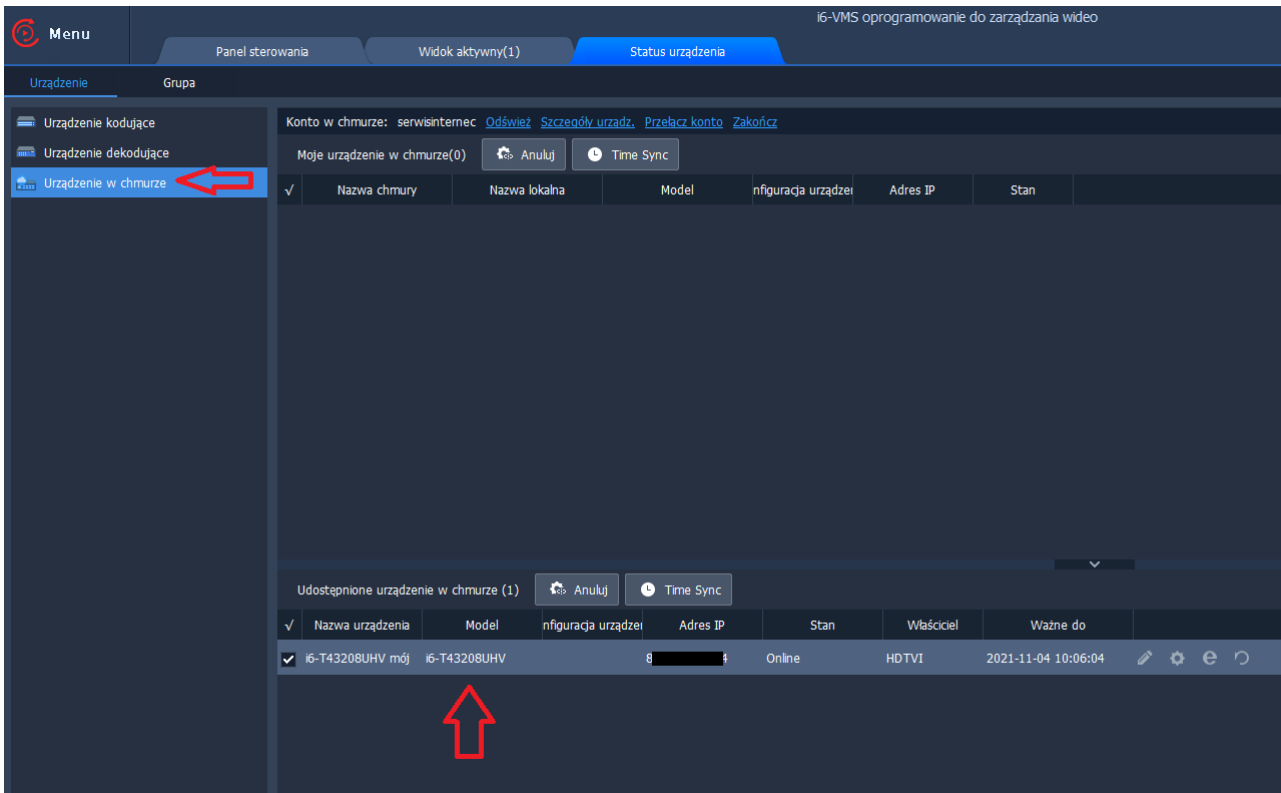 i6-VMS oprogramowanie do zarządzania wideo
Menu
Panel sterowania Widok aktywny(1) Status urządzenia
Urządzenie Grupa
Urządzenie kodujące
Urządzenie dekodujące
Urządzenie w chmurze
Konto w chmurze: serwisinternec Odśwież Szczegóły urządz. Przełącz konto Zakończ
Moje urządzenie w chmurze(0) Anuluj Time Sync
√ Nazwa chmury Nazwa lokalna Model nfiguracja urządzei Adres IP Stan
Udostępnione urządzenie w chmurze (1) Anuluj Time Sync
√ Nazwa urządzenia Model nfiguracja urządzei Adres IP Stan Właściciel Ważne do
i6-T43208UHV mój i6-T43208UHV 8 4 Online HDTVI 2021-11-04 10:06:04